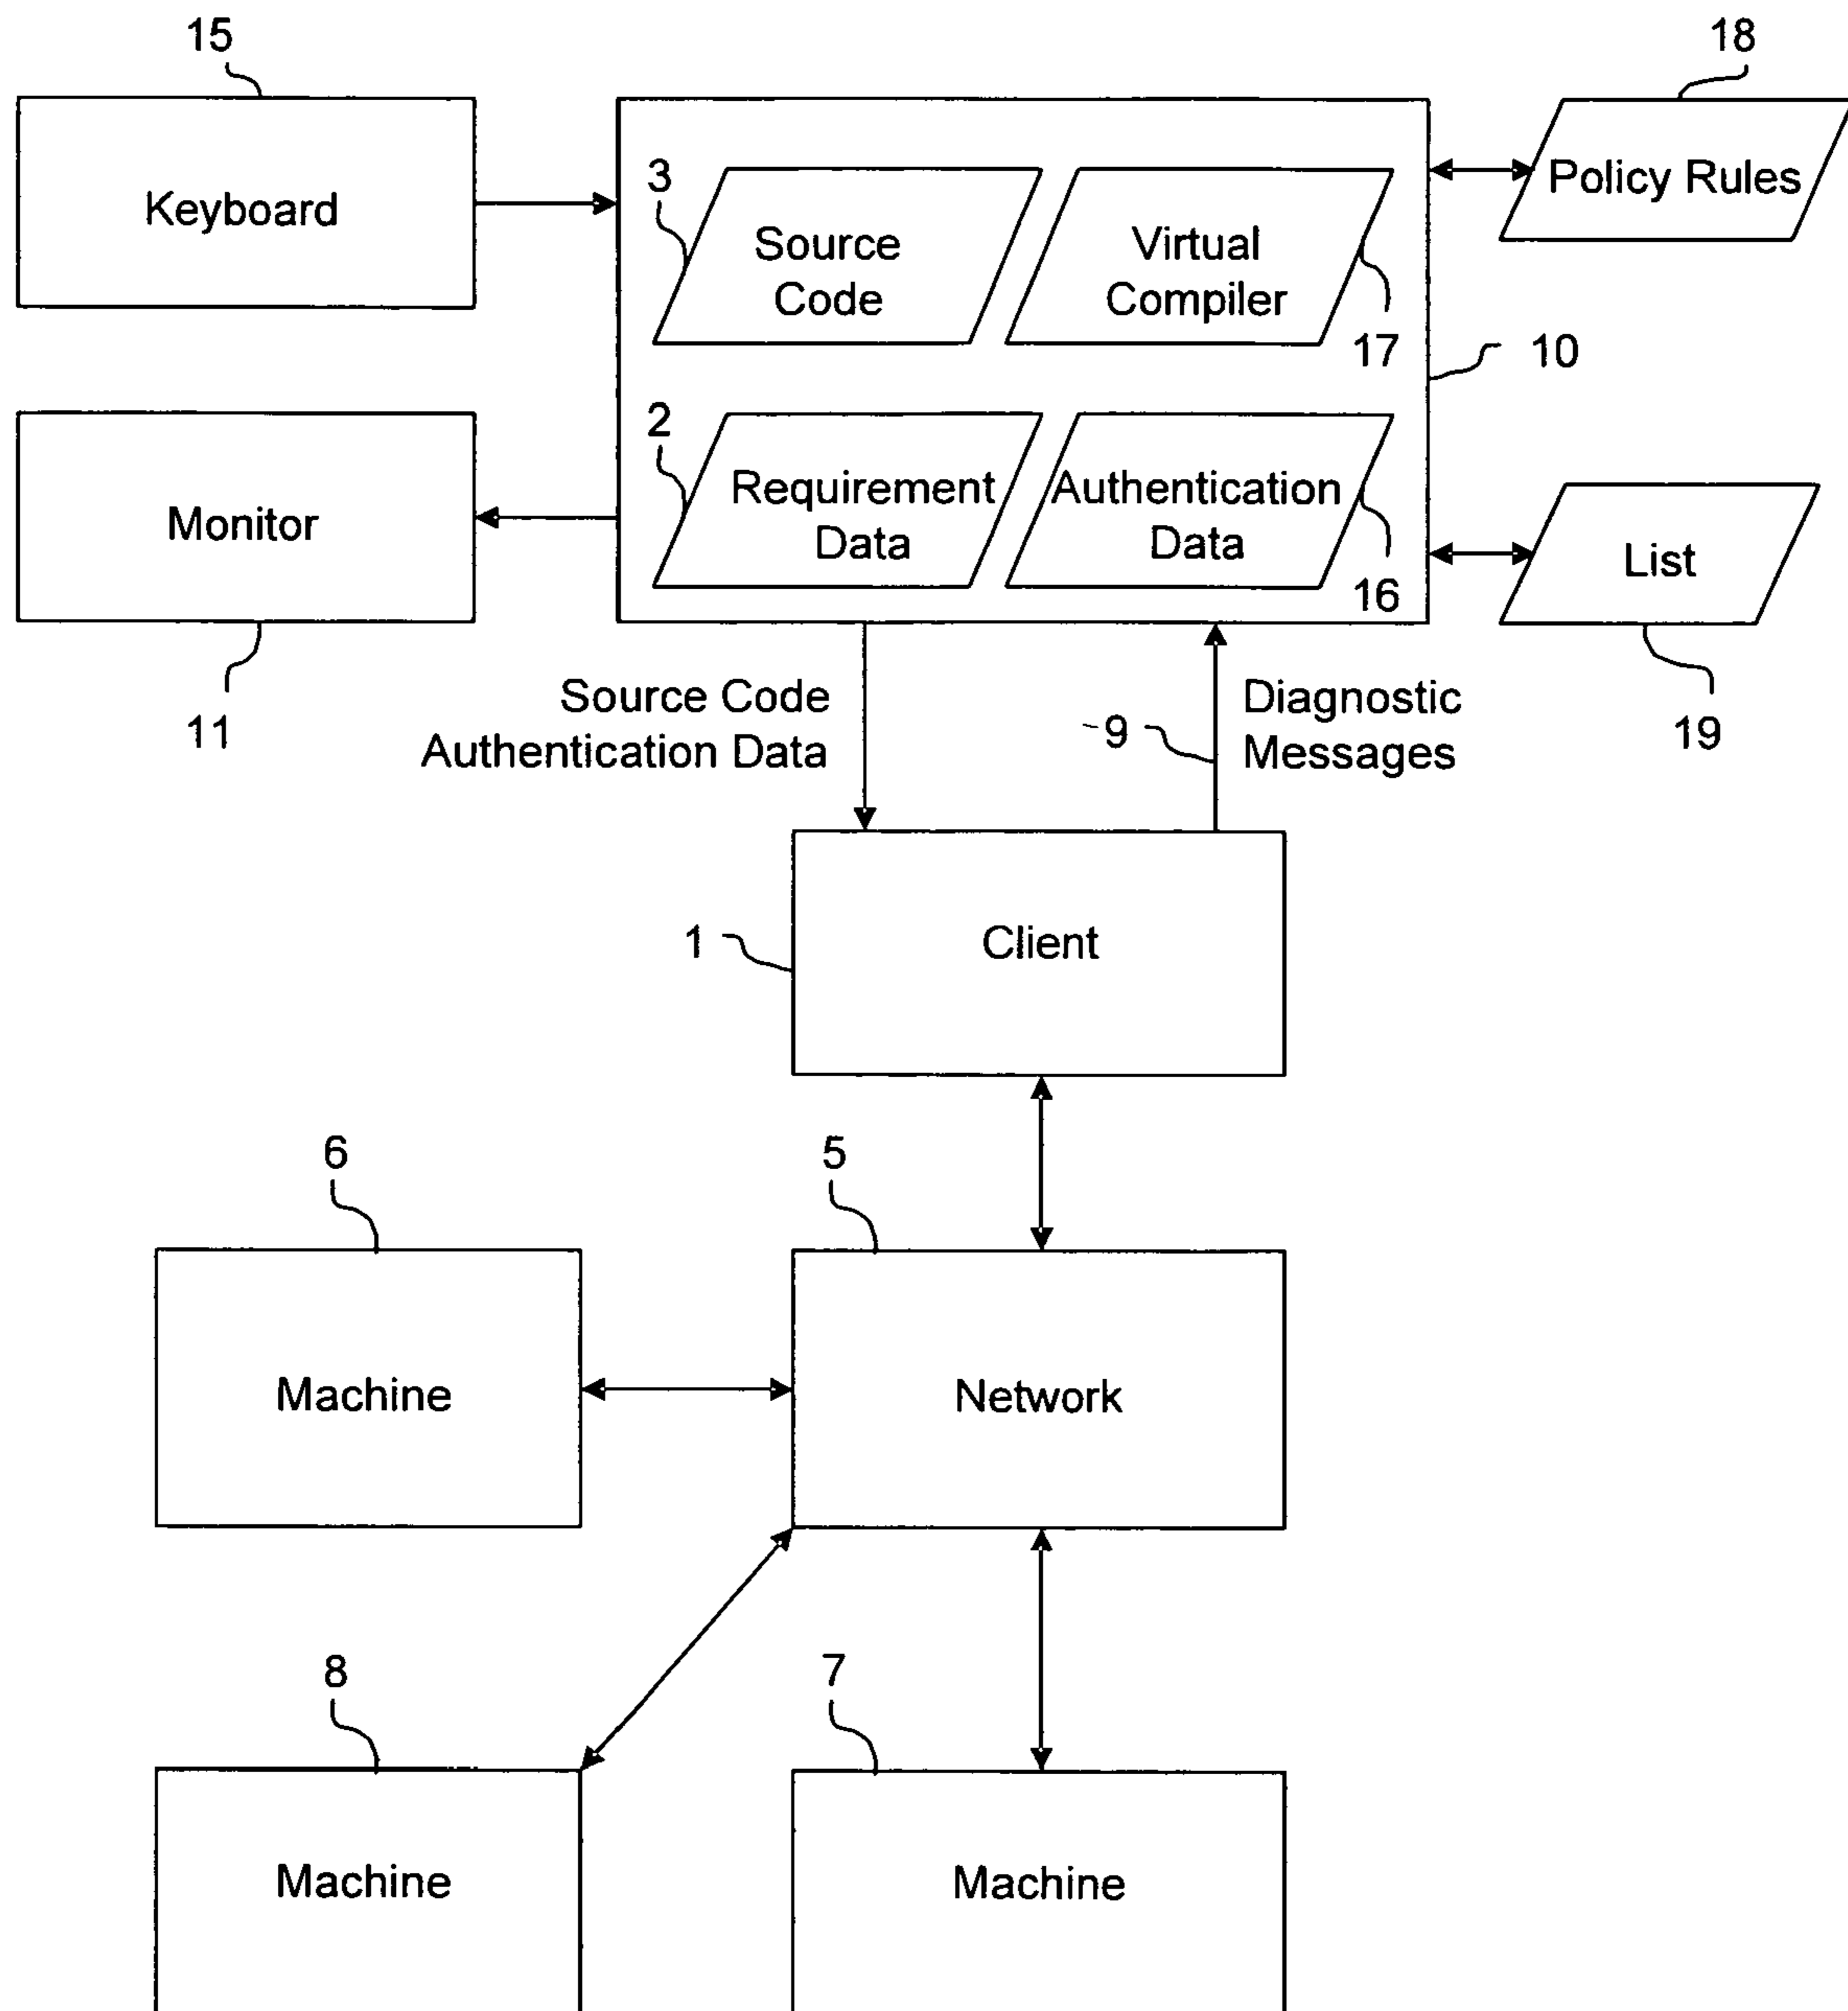 15
18
Keyboard
3
Source
Code
Virtual
Compiler
Policy Rules
17
10
Monitor
2
Requirement
Data
Authentication
Data
16
List
11
Source Code
Authentication Data
9
Diagnostic
Messages
19
1
Client
6
5
Machine
Network
8
7
Machine
Machine